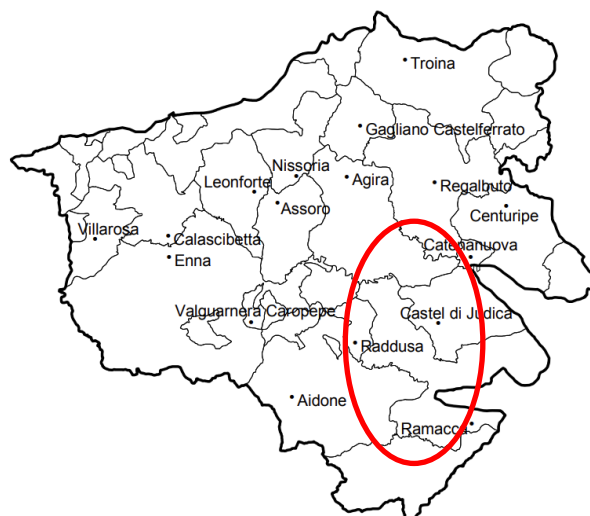 Troina
Gagliano Castelferrato
Nissoria
Agira
Regalbuto
Leonforte
Assoro
Centuripe
Villarosa
Calascibetta
Catenanuova
Enna
Valguarnera Caropepe
Castel di Judica
Raddusa
Aidone
Ramacca